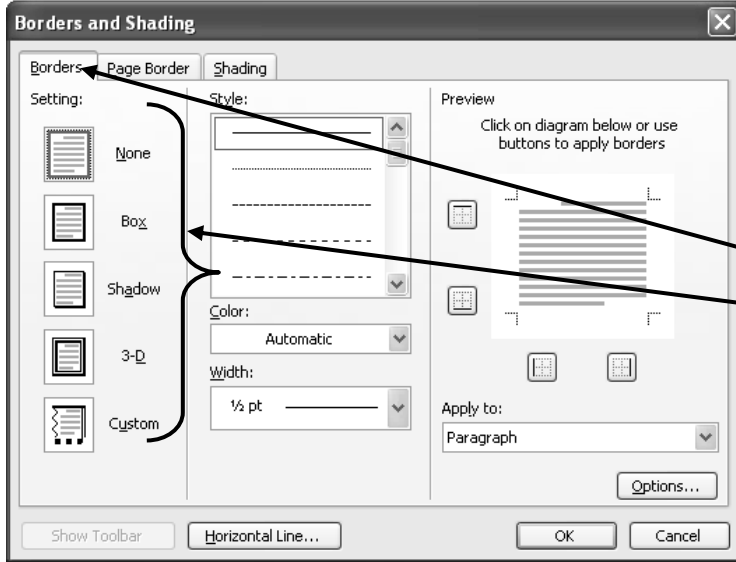 Borders and Shading
Borders Page Border Shading
Setting:
None
Box
Shadow
3-D
Custom
Style:
Color:
Automatic
Width:
½ pt
Preview
Click on diagram below or use
buttons to apply borders
Apply to:
Paragraph
Options...
Show Toolbar
Horizontal Line...
OK
Cancel